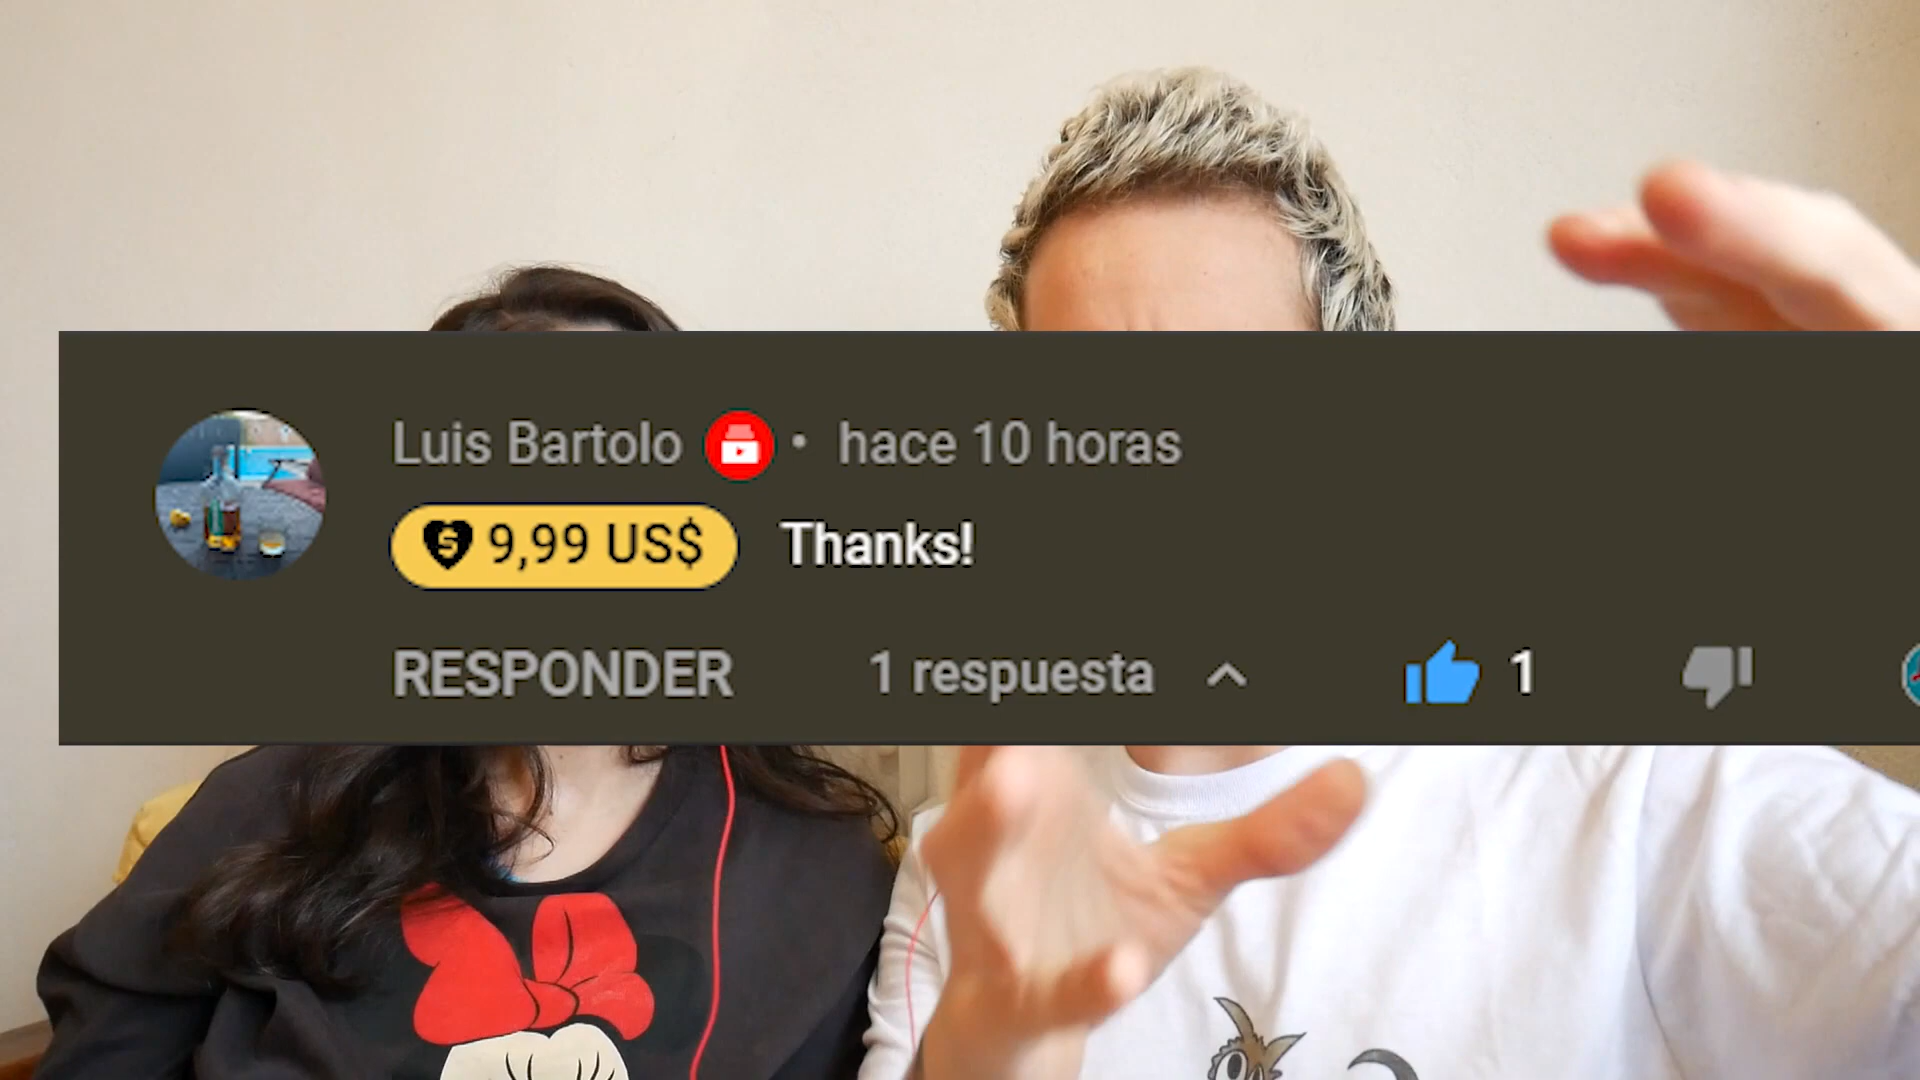 Luis Bartolo • hace 10 horas
$ 9,99 US$ Thanks!
RESPONDER 1 respuesta 1